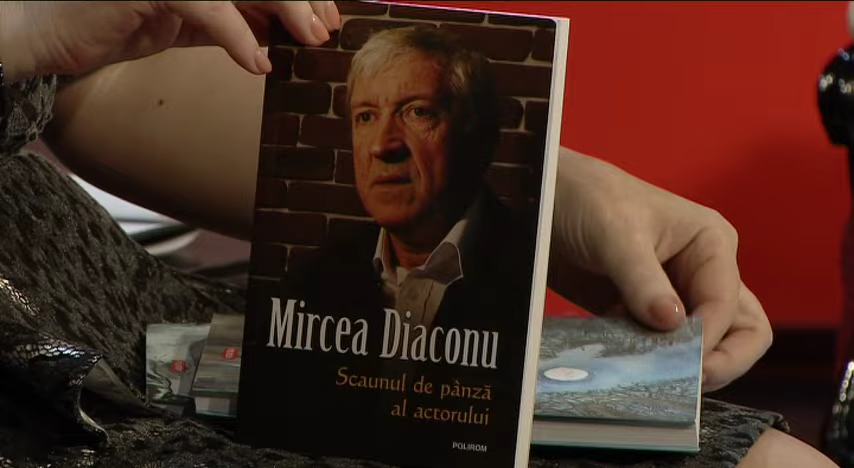 Mircea Diaconu
Scaunul de pânză
al actorului
POLIROM